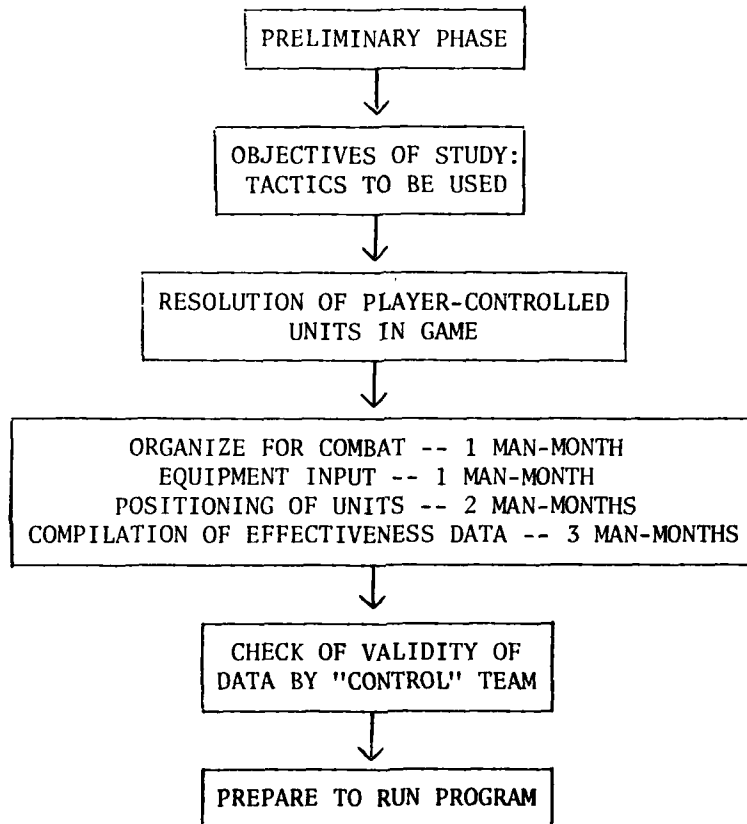 PRELIMINARY PHASE
OBJECTIVES OF STUDY:
TACTICS TO BE USED
RESOLUTION OF PLAYER-CONTROLLED
UNITS IN GAME
ORGANIZE FOR COMBAT -- 1 MAN-MONTH
EQUIPMENT INPUT -- 1 MAN-MONTH
POSITIONING OF UNITS -- 2 MAN-MONTHS
COMPILATION OF EFFECTIVENESS DATA -- 3 MAN-MONTHS
CHECK OF VALIDITY OF
DATA BY "CONTROL" TEAM
PREPARE TO RUN PROGRAM